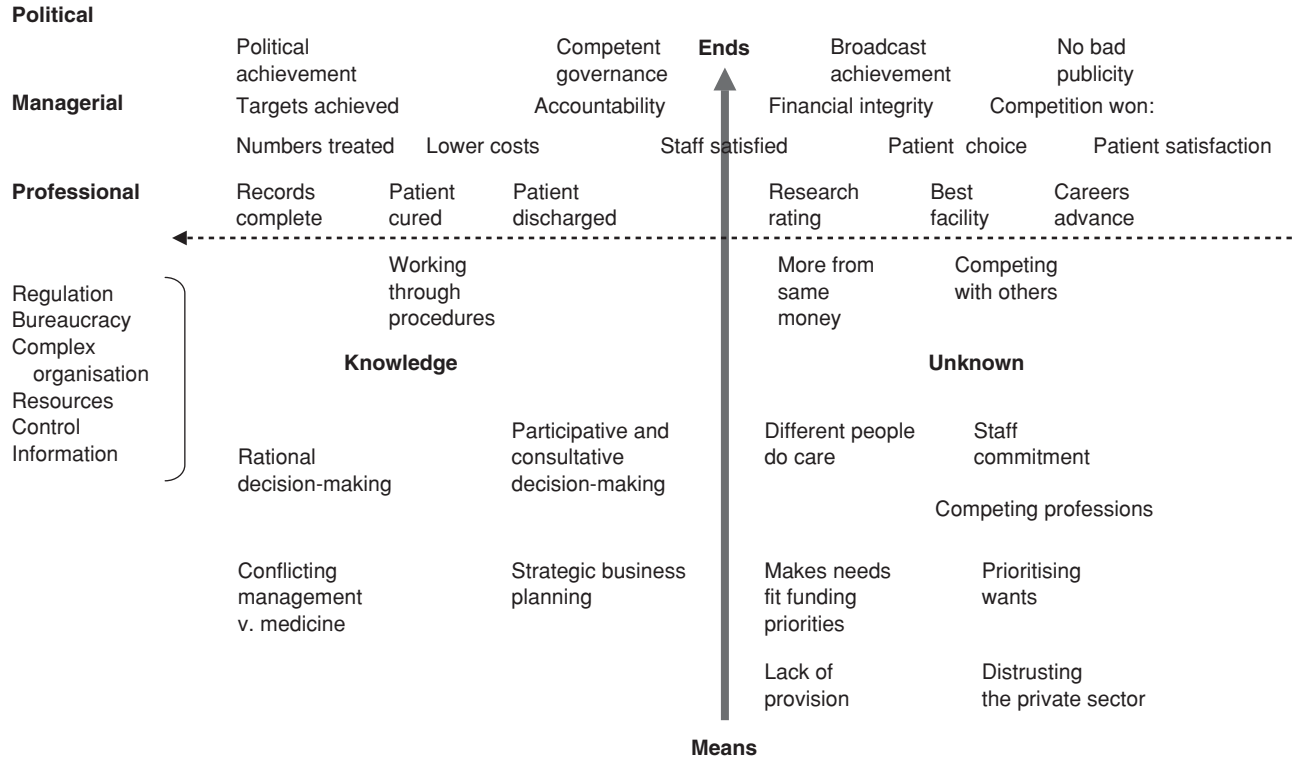 Political
Political
achievement
Competent
governance
Ends
Broadcast
achievement
No bad
publicity
Managerial
Targets achieved
Accountability
Financial integrity
Competition won:
Numbers treated
Lower costs
Staff satisfied
Patient choice
Patient satisfaction
Professional
Records
complete
Patient
cured
Patient
discharged
Research
rating
Best
facility
Careers
advance
Working
through
procedures
More from
same
money
Competing
with others
Regulation
Bureaucracy
Complex
organisation
Resources
Control
Information
Knowledge
Unknown
Rational
decision-making
Participative and
consultative
decision-making
Different people
do care
Staff
commitment
Competing professions
Conflicting
management
v. medicine
Strategic business
planning
Makes needs
fit funding
priorities
Prioritising
wants
Lack of
provision
Distrusting
the private sector
Means